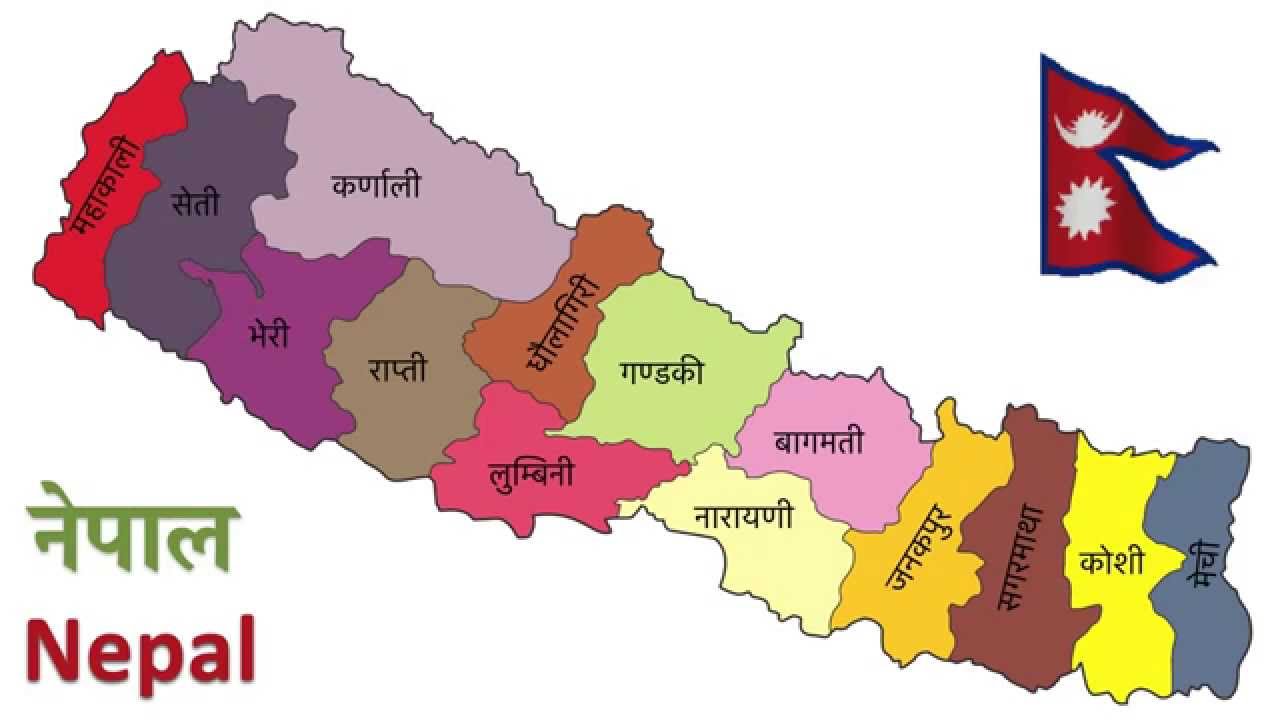 महाकाली
सेती
कर्णाली
भेरी
राप्ती
धौलागिरी
गण्डकी
लुम्बिनी
बागमती
नारायणी
जनकपुर
सगरमाथा
कोशी
मेची
नेपाल
Nepal